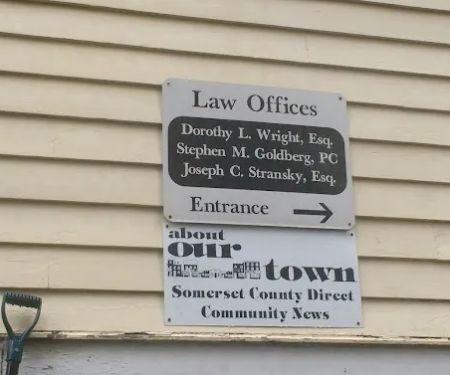 Law Offices
Dorothy L. Wright, Esq.
Stephen M. Goldberg, PC
Joseph C. Stransky, Esq.
Entrance
about
our
town
Somerset County Direct
Community News